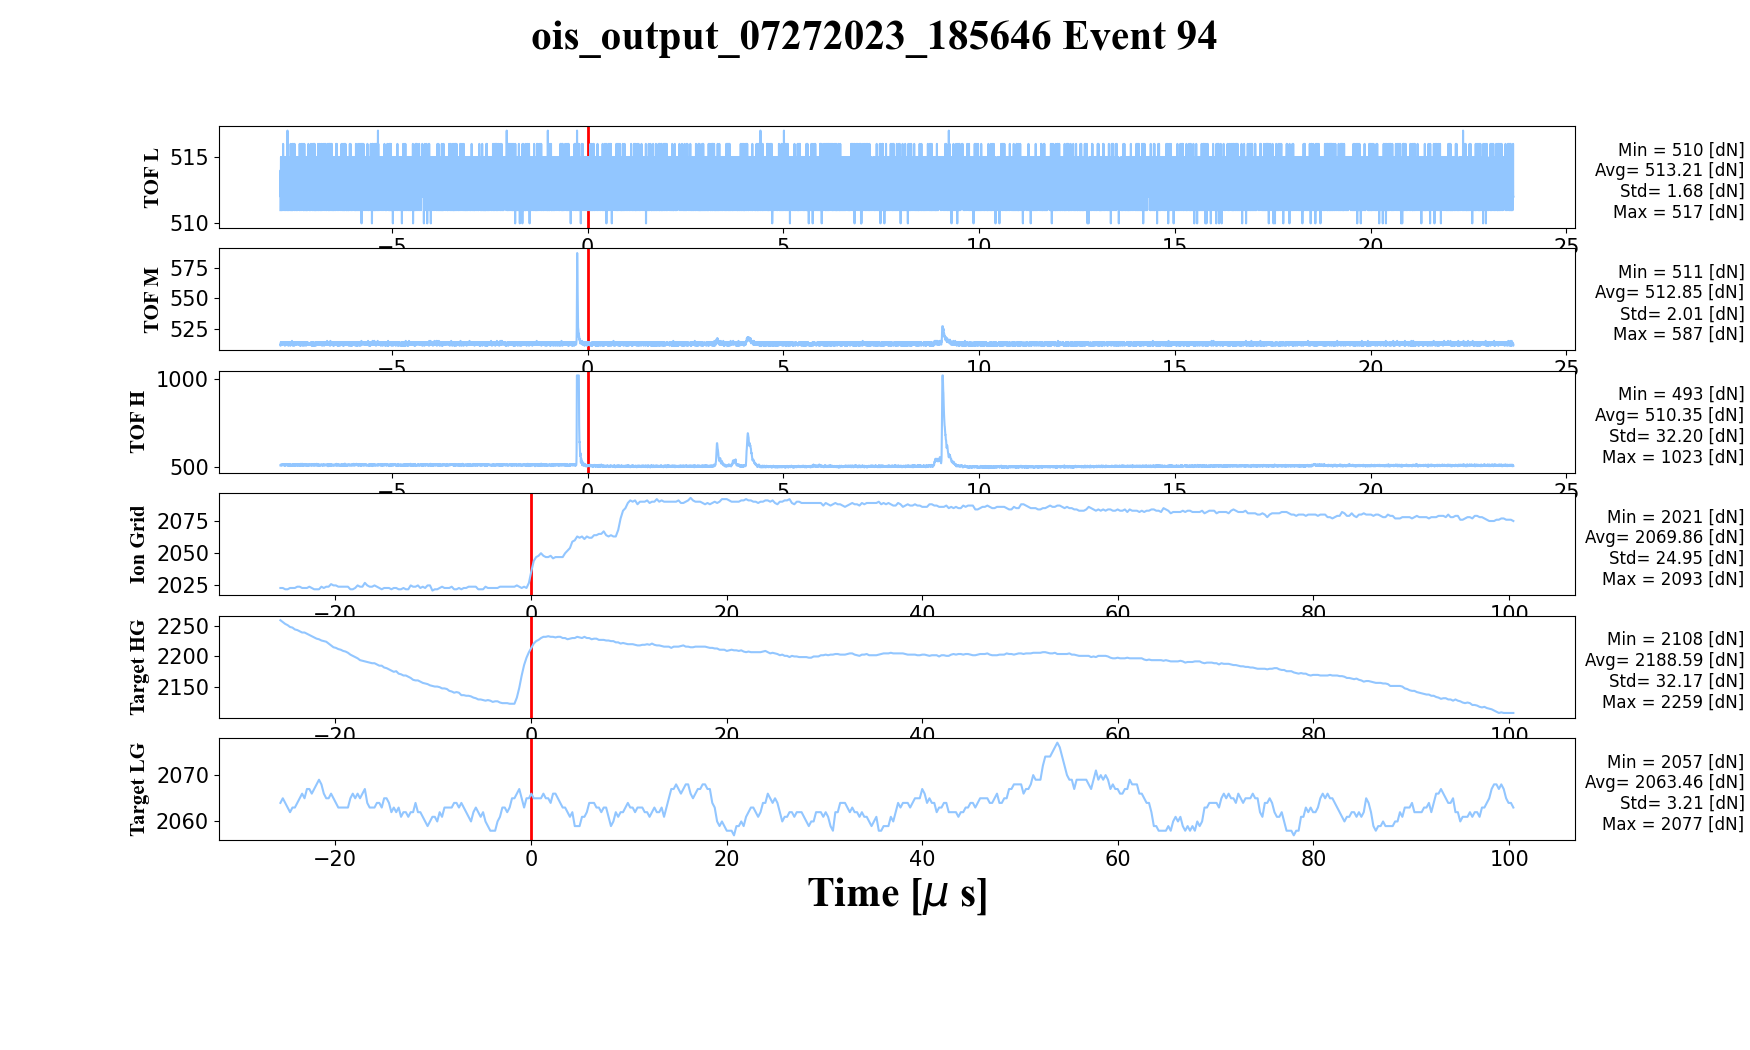 ois_output_07272023_185646 Event 94
TOF L
515
510
−5
0
5
10
15
20
25
Min = 510 [dN]
Avg= 513.21 [dN]
Std= 1.68 [dN]
Max = 517 [dN]
TOF M
575
550
525
−5
0
5
10
15
20
25
Min = 511 [dN]
Avg= 512.85 [dN]
Std= 2.01 [dN]
Max = 587 [dN]
TOF H
1000
500
−5
0
5
10
15
20
25
Min = 493 [dN]
Avg= 510.35 [dN]
Std= 32.20 [dN]
Max = 1023 [dN]
Ion Grid
2075
2050
2025
−20
0
20
40
60
80
100
Min = 2021 [dN]
Avg= 2069.86 [dN]
Std= 24.95 [dN]
Max = 2093 [dN]
Target HG
2250
2200
2150
−20
0
20
40
60
80
100
Min = 2108 [dN]
Avg= 2188.59 [dN]
Std= 32.17 [dN]
Max = 2259 [dN]
Target LG
2070
2060
−20
0
20
40
60
80
100
Min = 2057 [dN]
Avg= 2063.46 [dN]
Std= 3.21 [dN]
Max = 2077 [dN]
Time [μ s]